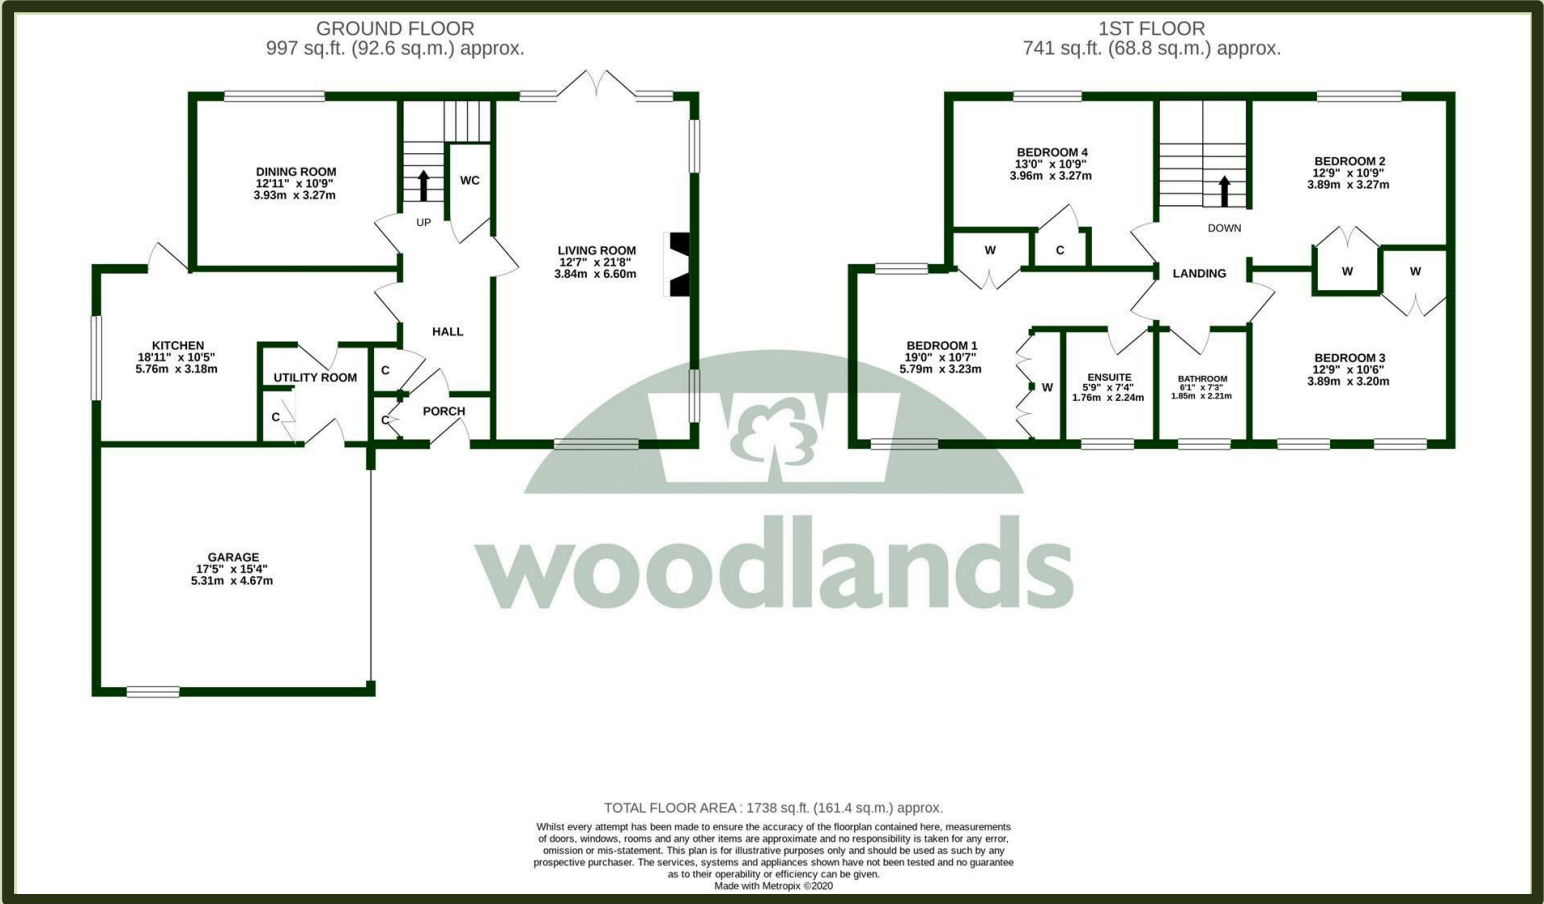 GROUND FLOOR
997 sq.ft. (92.6 sq.m.) approx.
1ST FLOOR
741 sq.ft. (68.8 sq.m.) approx.
DINING ROOM
12'11" x 10'9"
3.93m x 3.27m
WC
UP
LIVING ROOM
12'7" x 21'8"
3.84m x 6.60m
HALL
KITCHEN
18'11" x 10'5"
5.76m x 3.18m
UTILITY ROOM
C
C
C
PORCH
GARAGE
17'5" x 15'4"
5.31m x 4.67m
BEDROOM 4
13'0" x 10'9"
3.96m x 3.27m
BEDROOM 2
12'9" x 10'9"
3.89m x 3.27m
DOWN
W
C
LANDING
W
W
BEDROOM 1
19'0" x 10'7"
5.79m x 3.23m
W
ENSUITE
5'9" x 7'4"
1.76m x 2.24m
BATHROOM
6'1" x 7'3"
1.85m x 2.21m
BEDROOM 3
12'9" x 10'6"
3.89m x 3.20m
woodlands
TOTAL FLOOR AREA : 1738 sq.ft. (161.4 sq.m.) approx.
Whilst every attempt has been made to ensure the accuracy of the floorplan contained here, measurements
of doors, windows, rooms and any other items are approximate and no responsibility is taken for any error,
omission or mis-statement. This plan is for illustrative purposes only and should be used as such by any
prospective purchaser. The services, systems and appliances shown have not been tested and no guarantee
as to their operability or efficiency can be given.
Made with Metropix ©2020